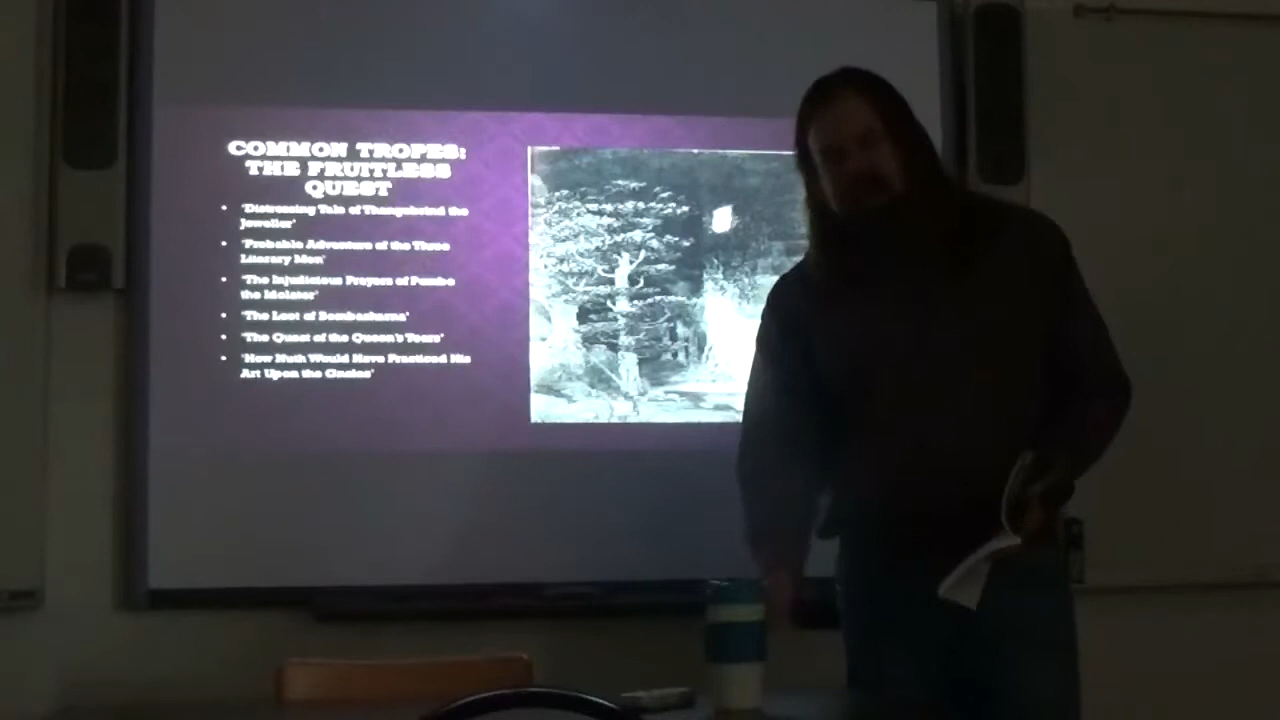 COMMON TROPES:
THE FRUITLESS
QUEST
• 'Distressing Tale of Thangobrind the
Jeweller'
• 'Probable Adventure of the Three
Literary Men'
• 'The Injudicious Prayers of Pombo
the Idolater'
• 'The Loot of Bombasharna'
• 'The Quest of the Queen's Tears'
• 'How Nuth Would Have Practised His
Art Upon the Gnoles'